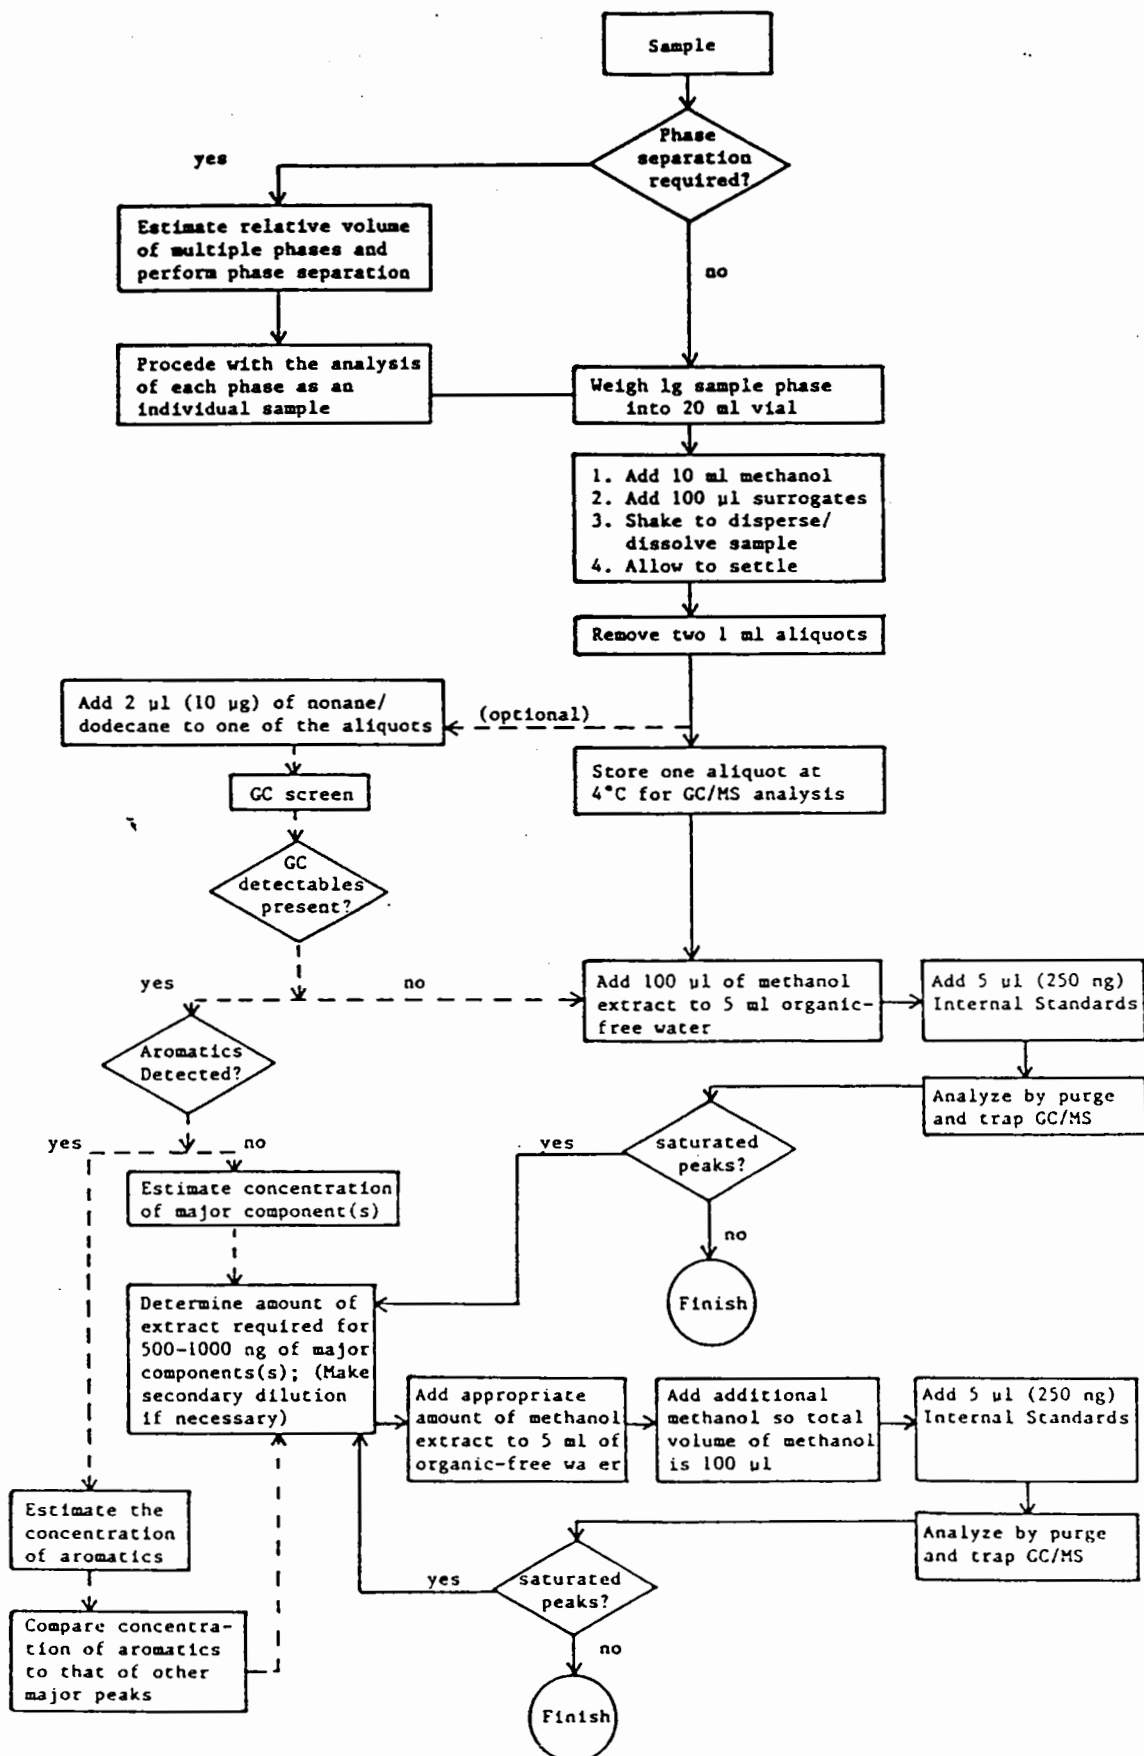 Sample
Phase
separation
required?
yes
no
Estimate relative volume
of multiple phases and
perform phase separation
Procede with the analysis
of each phase as an
individual sample
Weigh 1g sample phase
into 20 ml vial
1. Add 10 ml methanol
2. Add 100 µl surrogates
3. Shake to disperse/
dissolve sample
4. Allow to settle
Remove two 1 ml aliquots
Add 2 µl (10 µg) of nonane/
dodecane to one of the aliquots
(optional)
Store one aliquot at
4°C for GC/MS analysis
GC screen
GC
detectables
present?
yes
no
Add 100 µl of methanol
extract to 5 ml organic-
free water
Add 5 µl (250 ng)
Internal Standards
Analyze by purge
and trap GC/MS
Aromatics
Detected?
yes
no
saturated
peaks?
yes
no
Finish
Estimate concentration
of major component(s)
Determine amount of
extract required for
500-1000 ng of major
components(s); (Make
secondary dilution
if necessary)
Add appropriate
amount of methanol
extract to 5 ml of
organic-free wa er
Add additional
methanol so total
volume of methanol
is 100 µl
Add 5 µl (250 ng)
Internal Standards
Analyze by purge
and trap GC/MS
Estimate the
concentration
of aromatics
Compare concentra-
tion of aromatics
to that of other
major peaks
saturated
peaks?
yes
no
Finish